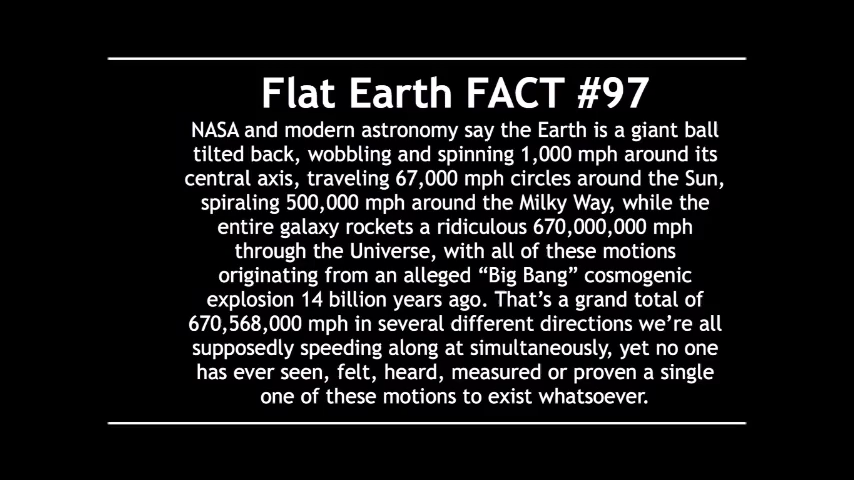 Flat Earth FACT #97
NASA and modern astronomy say the Earth is a giant ball
tilted back, wobbling and spinning 1,000 mph around its
central axis, traveling 67,000 mph circles around the Sun,
spiraling 500,000 mph around the Milky Way, while the
entire galaxy rockets a ridiculous 670,000,000 mph
through the Universe, with all of these motions
originating from an alleged “Big Bang” cosmogenic
explosion 14 billion years ago. That’s a grand total of
670,568,000 mph in several different directions we’re all
supposedly speeding along at simultaneously, yet no one
has ever seen, felt, heard, measured or proven a single
one of these motions to exist whatsoever.